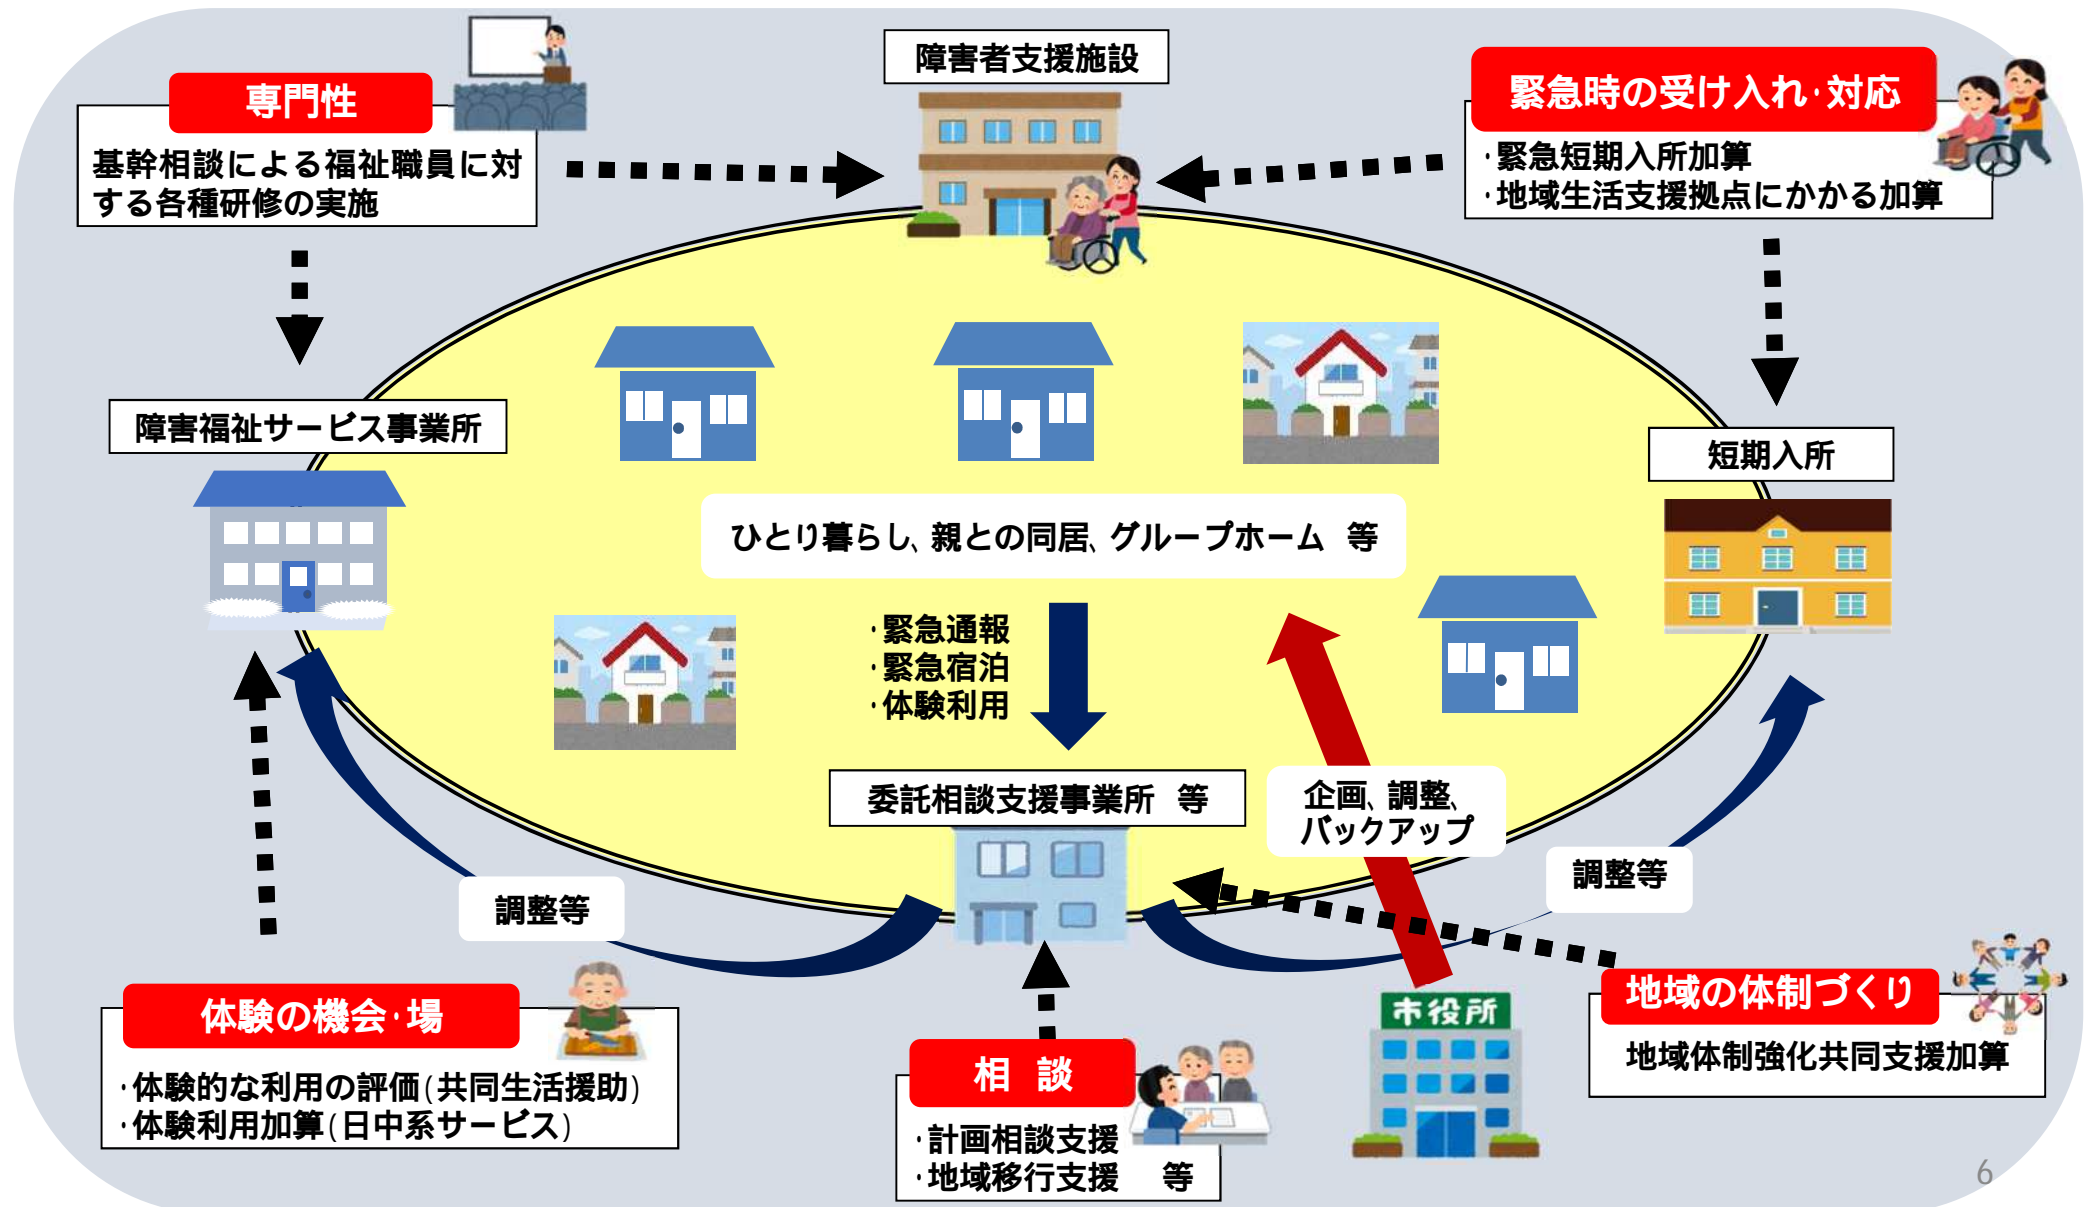 障害者支援施設
専門性
基幹相談による福祉職員に対
する各種研修の実施
緊急時の受け入れ・対応
・緊急短期入所加算
・地域生活支援拠点にかかる加算
障害福祉サービス事業所
短期入所
ひとり暮らし、親との同居、グループホーム 等
・緊急通報
・緊急宿泊
・体験利用
委託相談支援事業所 等
企画、調整、
バックアップ
調整等
調整等
体験の機会・場
・体験的な利用の評価(共同生活援助)
・体験利用加算(日中系サービス)
相 談
・計画相談支援
・地域移行支援 等
市役所
地域の体制づくり
地域体制強化共同支援加算
6